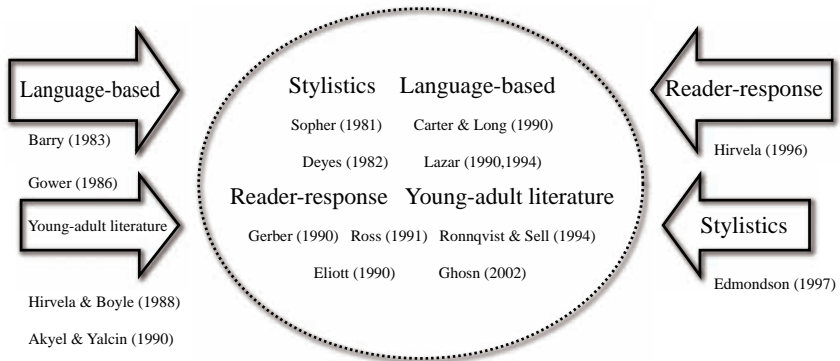 Language-based
Barry (1983)
Gower (1986)
Young-adult literature
Hirvela & Boyle (1988)
Akyel & Yalcin (1990)
Stylistics Language-based
Sopher (1981) Carter & Long (1990)
Deyes (1982) Lazar (1990,1994)
Reader-response Young-adult literature
Gerber (1990) Ross (1991) Ronnqvist & Sell (1994)
Eliott (1990) Ghosn (2002)
Reader-response
Hirvela (1996)
Stylistics
Edmondson (1997)